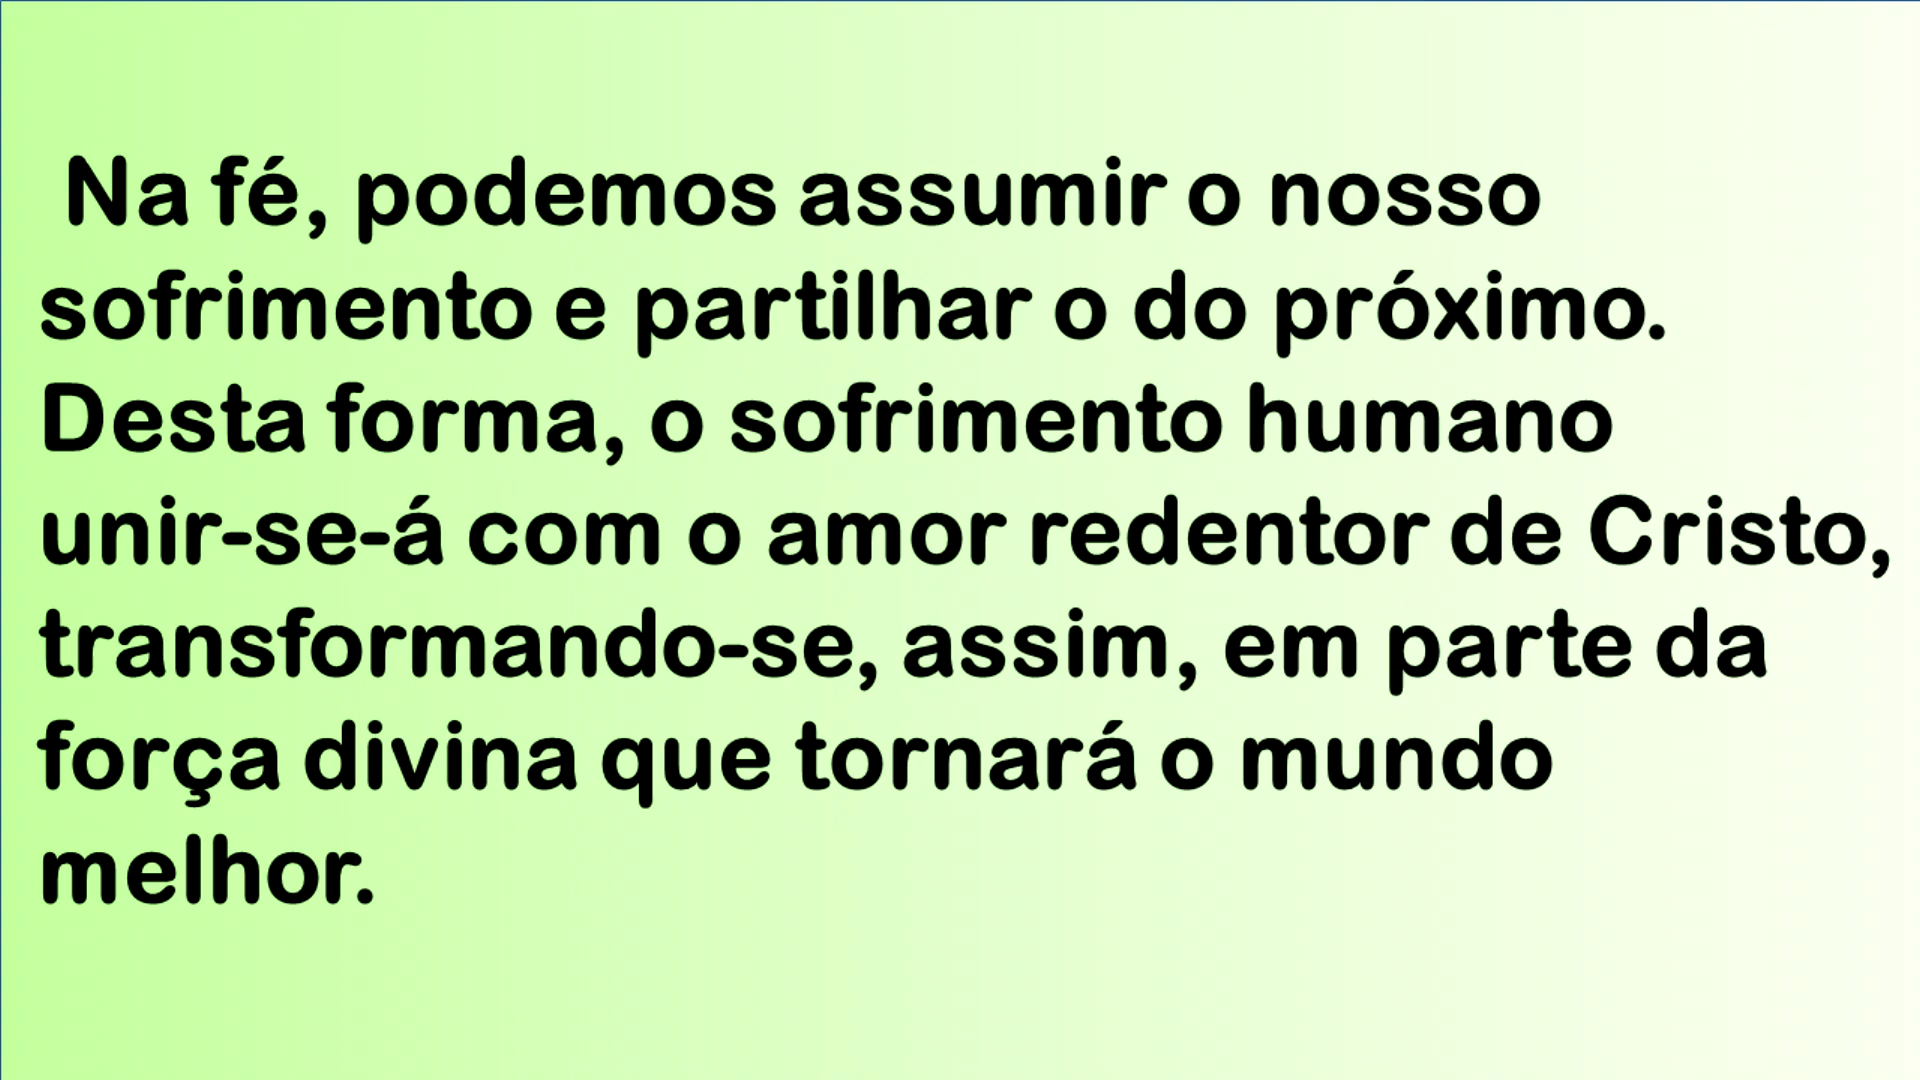 Na fé, podemos assumir o nosso
sofrimento e partilhar o do próximo.
Desta forma, o sofrimento humano
unir-se-á com o amor redentor de Cristo,
transformando-se, assim, em parte da
força divina que tornará o mundo
melhor.